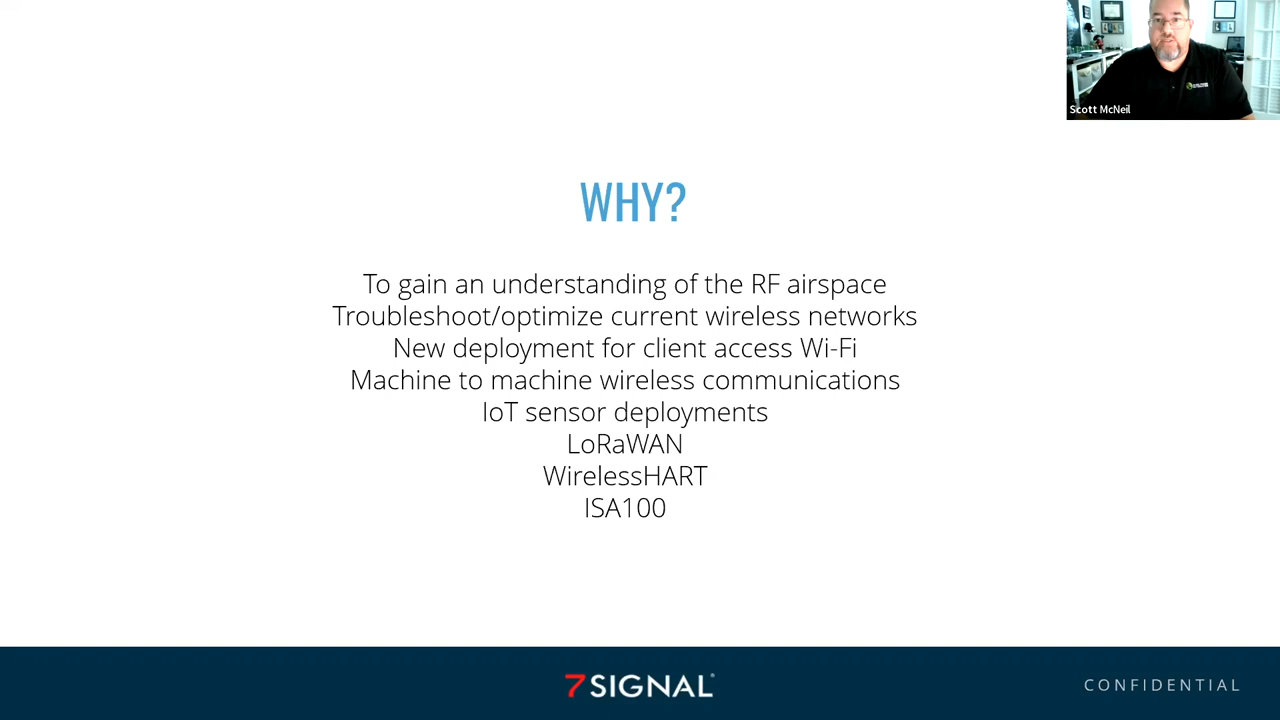 Scott McNeil
WHY?
To gain an understanding of the RF airspace
Troubleshoot/optimize current wireless networks
New deployment for client access Wi-Fi
Machine to machine wireless communications
IoT sensor deployments
LoRaWAN
WirelessHART
ISA100
7SIGNAL®
CONFIDENTIAL